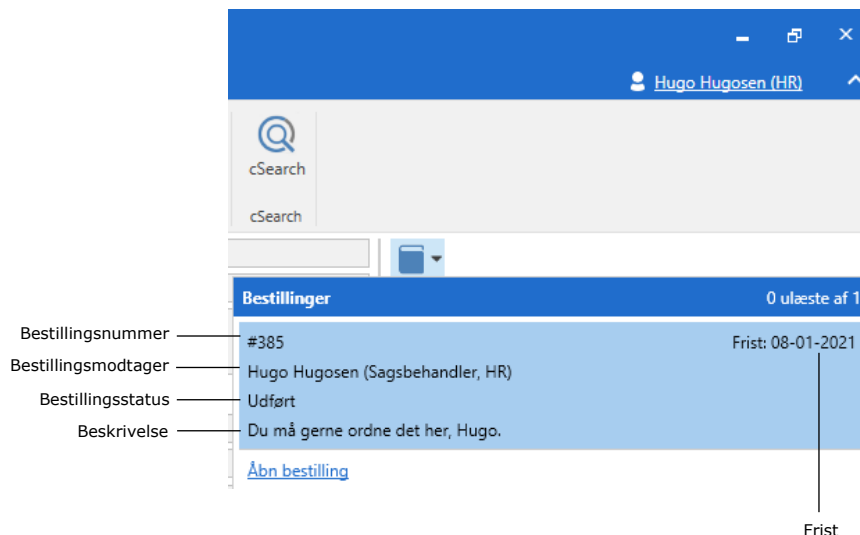 Hugo Hugosen (HR)
cSearch
cSearch
Bestillinger 0 ulæste af 1
Bestillingsnummer #385 Frist: 08-01-2021
Bestillingsmodtager Hugo Hugosen (Sagsbehandler, HR)
Bestillingsstatus Udført
Beskrivelse Du må gerne ordne det her, Hugo.
Åbn bestilling
Frist